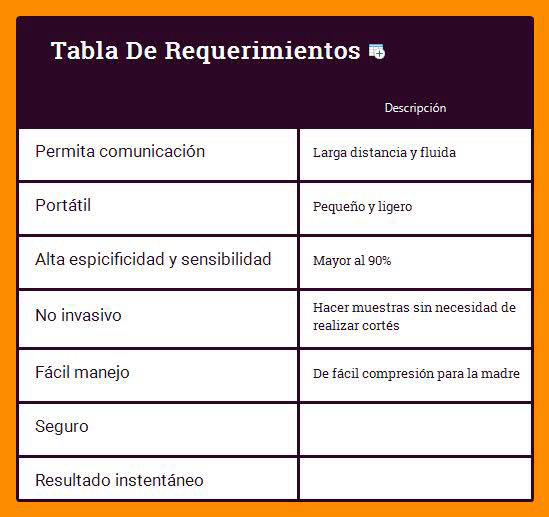 Tabla De Requerimientos
Descripción
Permita comunicación
Larga distancia y fluida
Portátil
Pequeño y ligero
Alta espicificidad y sensibilidad
Mayor al 90%
No invasivo
Hacer muestras sin necesidad de
realizar cortés
Fácil manejo
De fácil compresión para la madre
Seguro
Resultado instentáneo